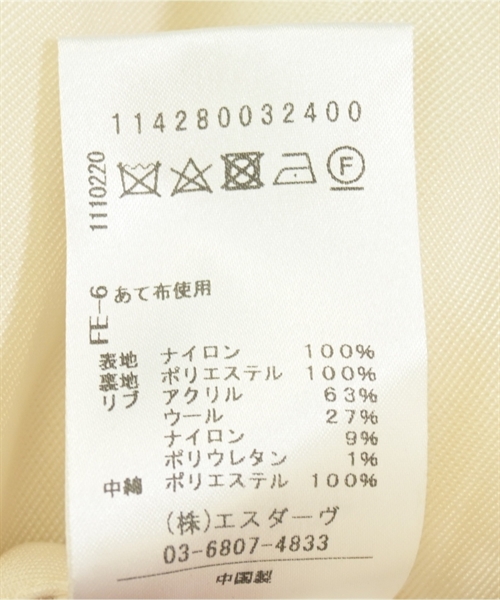 114280032400
1110220
F
FE-6
あて布使用
表地 ナイロン 100%
裏地 ポリエステル 100%
リブ アクリル 63%
ウール 27%
ナイロン 9%
ポリウレタン 1%
中綿 ポリエステル 100%
(株)エスダーヴ
03-6807-4833
中国製